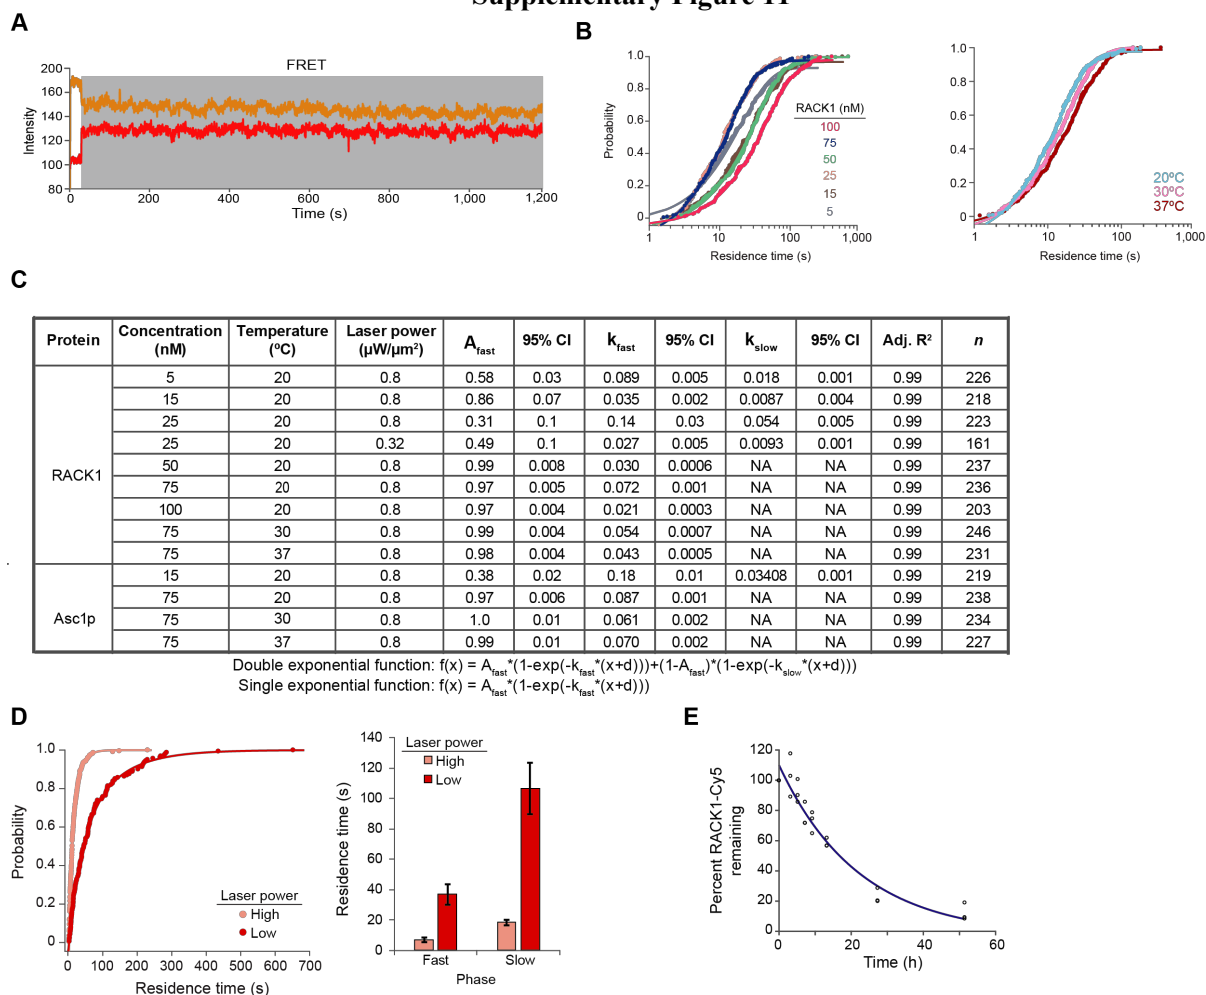 Supplementary Figure 11
A
FRET
Intensity
200
160
140
120
100
80
0
200
400
600
800
1,000
1,200
Time (s)
B
Probability
1.0
0.8
0.6
0.4
0.2
0
1
10
100
1,000
Residence time (s)
RACK1 (nM)
100
75
50
25
15
5
1.0
0.8
0.6
0.4
0.2
0
1
10
100
1,000
Residence time (s)
20ºC
30ºC
37ºC
C
Protein Concentration (nM) Temperature (ºC) Laser power (µW/µm²) Afast 95% CI kfast 95% CI kslow 95% CI Adj. R² n
RACK1
5 20 0.8 0.58 0.03 0.089 0.005 0.018 0.001 0.99 226
15 20 0.8 0.86 0.07 0.035 0.002 0.0087 0.004 0.99 218
25 20 0.8 0.31 0.1 0.14 0.03 0.054 0.005 0.99 223
25 20 0.32 0.49 0.1 0.027 0.005 0.0093 0.001 0.99 161
50 20 0.8 0.99 0.008 0.030 0.0006 NA NA 0.99 237
75 20 0.8 0.97 0.005 0.072 0.001 NA NA 0.99 236
100 20 0.8 0.97 0.004 0.021 0.0003 NA NA 0.99 203
75 30 0.8 0.99 0.004 0.054 0.0007 NA NA 0.99 246
75 37 0.8 0.98 0.004 0.043 0.0005 NA NA 0.99 231
Asc1p
15 20 0.8 0.38 0.02 0.18 0.01 0.03408 0.001 0.99 219
75 20 0.8 0.97 0.006 0.087 0.001 NA NA 0.99 238
75 30 0.8 1.0 0.01 0.061 0.002 NA NA 0.99 234
75 37 0.8 0.99 0.01 0.070 0.002 NA NA 0.99 227
Double exponential function: f(x) = Afast*(1-exp(-kfast*(x+d)))+(1-Afast)*(1-exp(-kslow*(x+d)))
Single exponential function: f(x) = Afast*(1-exp(-kfast*(x+d)))
D
Probability
1.0
0.8
0.6
0.4
0.2
0
0
100
200
300
400
500
600
700
Residence time (s)
Laser power
High
Low
Residence time (s)
140
120
100
80
60
40
20
0
Laser power
High
Low
Fast
Slow
Phase
E
Percent RACK1-Cy5
remaining
120
100
80
60
40
20
0
0
20
40
60
Time (h)